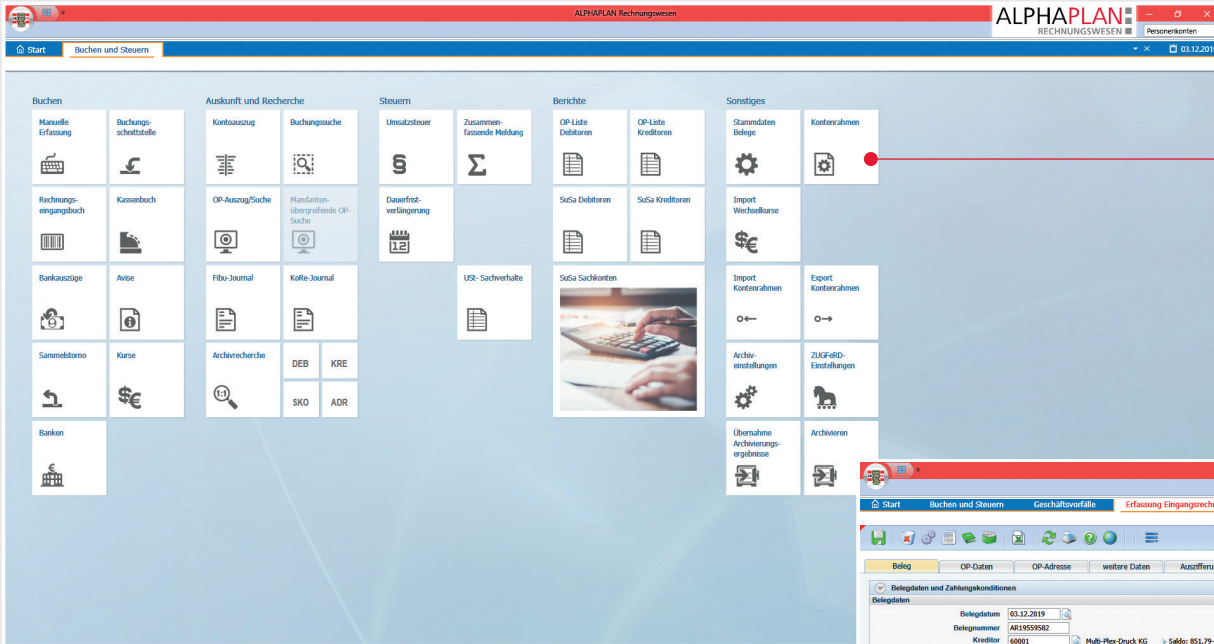 ALPHAPLAN Rechnungswesen
ALPHAPLAN
RECHNUNGSWESEN
Personenkonten
Start
Buchen und Steuern
03.12.2019
Buchen
Auskunft und Recherche
Steuern
Berichte
Sonstiges
Manuelle
Erfassung
Buchungs-
schnittstelle
Kontoauszug
Buchungssuche
Umsatzsteuer
Zusammen-
fassende Meldung
OP-Liste
Debitoren
OP-Liste
Kreditoren
Stammdaten
Belege
Kontenrahmen
Rechnungs-
eingangsbuch
Kassenbuch
OP-Auszug/Suche
Mandanten-
übergreifende OP-
Suche
Dauerfrist-
verlängerung
12
SuSa Debitoren
SuSa Kreditoren
Import
Wechselkurse
Bankauszüge
Avise
Fibu-Journal
KoRe-Journal
USt- Sachverhalte
SuSa Sachkonten
Import
Kontenrahmen
Export
Kontenrahmen
Sammelstorno
Kurse
Archivrecherche
1:1
DEB
KRE
SKO
ADR
Archiv-
einstellungen
ZUGFeRD-
Einstellungen
Banken
Übernahme
Archivierungs-
ergebnisse
Archivieren
Start
Buchen und Steuern
Geschäftsvorfälle
Erfassung Eingangsrech
Beleg
OP-Daten
OP-Adresse
weitere Daten
Auszifferu
Belegdaten und Zahlungskonditionen
Belegdaten
Belegdatum 03.12.2019
Belegnummer AR19559582
Kreditor 60001 Multi-Plex-Druck KG Saldo: 851,79-